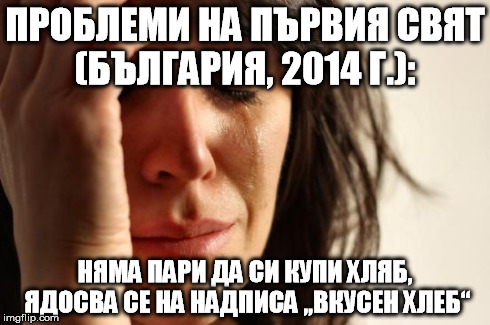 ПРОБЛЕМИ НА ПЪРВИЯ СВЯТ
(БЪЛГАРИЯ, 2014 Г.):
НЯМА ПАРИ ДА СИ КУПИ ХЛЯБ,
ЯДОСВА СЕ НА НАДПИСА „ВКУСЕН ХЛЕБ“
imgflip.com